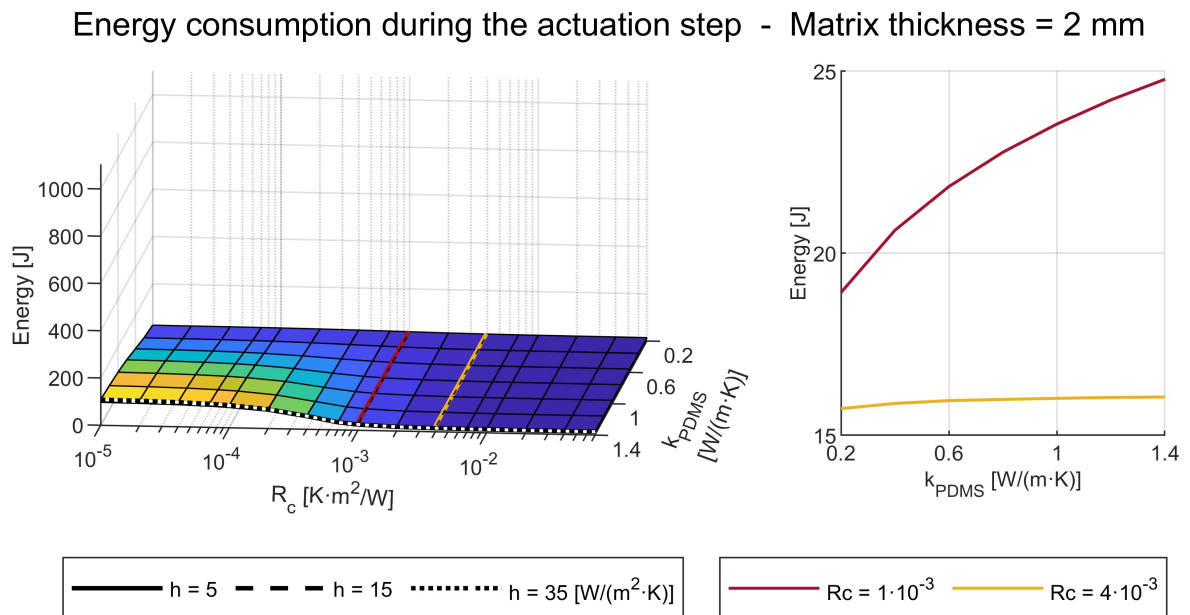 Energy consumption during the actuation step - Matrix thickness = 2 mm
Energy [J]
1000
800
600
400
200
0
10^-5
10^-4
10^-3
10^-2
R_c [K·m²/W]
0.2
0.6
1
1.4
k_PDMS
[W/(m·K)]
Energy [J]
25
20
15
0.2
0.6
1
1.4
k_PDMS [W/(m·K)]
h = 5
h = 15
h = 35 [W/(m²·K)]
Rc = 1·10^-3
Rc = 4·10^-3